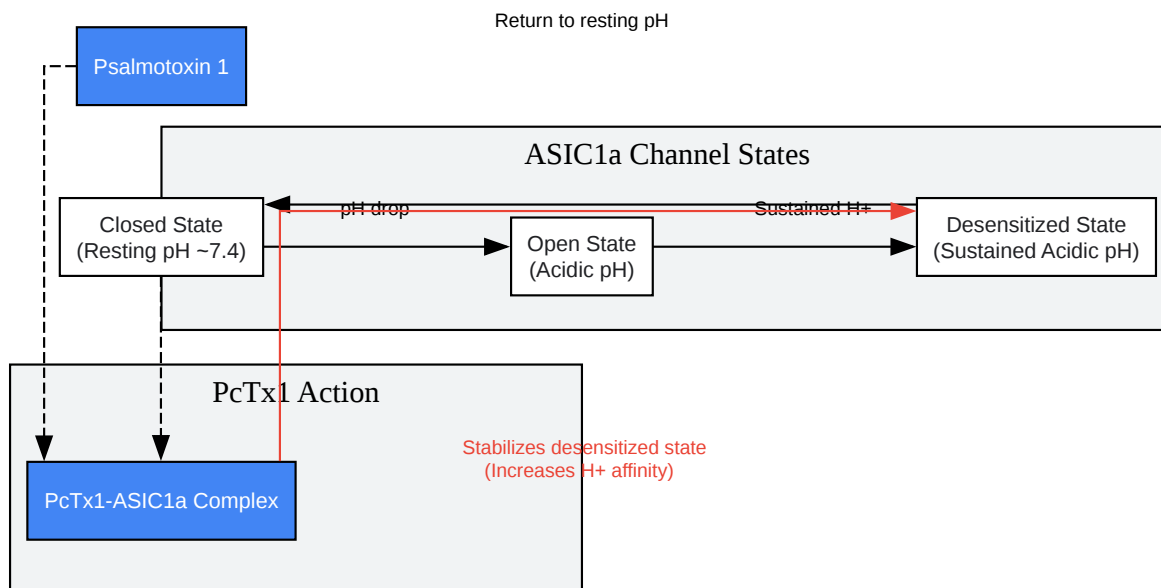 Return to resting pH
Psalmotoxin 1
ASIC1a Channel States
pH drop
Sustained H+
Closed State
(Resting pH ~7.4)
Open State
(Acidic pH)
Desensitized State
(Sustained Acidic pH)
PcTx1 Action
Stabilizes desensitized state
(Increases H+ affinity)
PcTx1-ASIC1a Complex